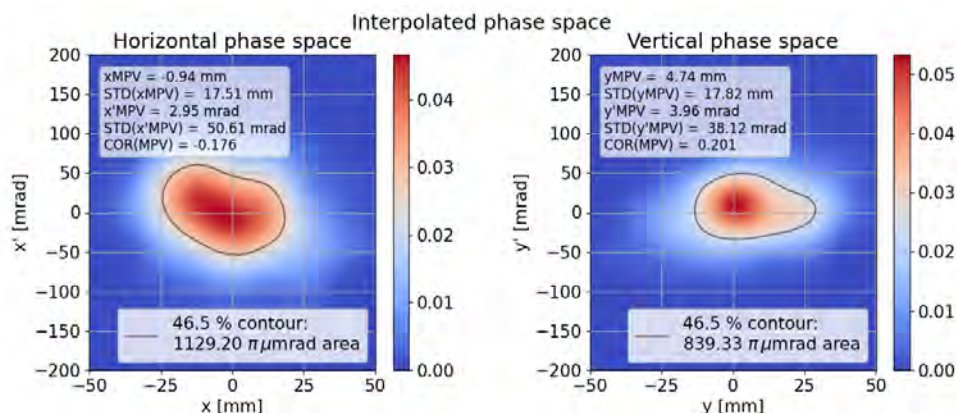 Interpolated phase space
Horizontal phase space
xMPV = -0.94 mm
STD(xMPV) = 17.51 mm
x'MPV = 2.95 mrad
STD(x'MPV) = 50.61 mrad
COR(MPV) = -0.176
46.5 % contour:
1129.20 πμmrad area
200
150
100
50
0
−50
−100
−150
−200
x' [mrad]
−50
−25
0
25
50
x [mm]
0.04
0.03
0.02
0.01
0.00
Vertical phase space
yMPV = 4.74 mm
STD(yMPV) = 17.82 mm
y'MPV = 3.96 mrad
STD(y'MPV) = 38.12 mrad
COR(MPV) = 0.201
46.5 % contour:
839.33 πμmrad area
200
150
100
50
0
−50
−100
−150
−200
y' [mrad]
−50
−25
0
25
50
y [mm]
0.05
0.04
0.03
0.02
0.01
0.00